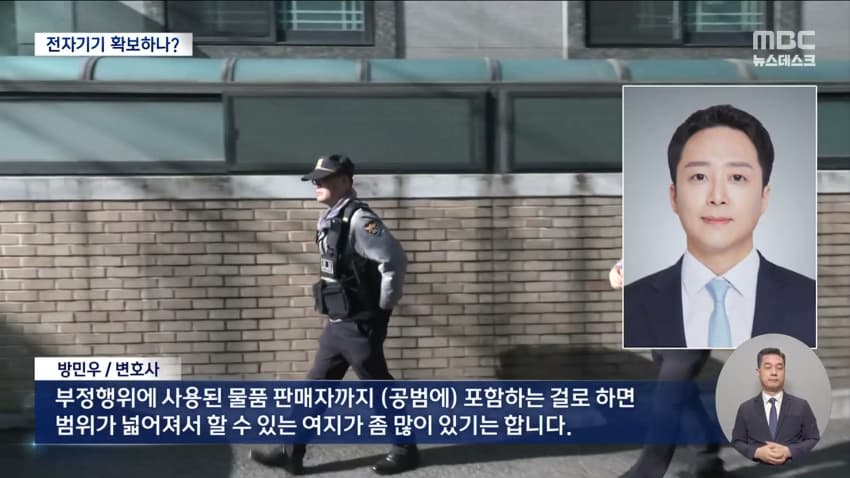 전자기기 확보하나?
MBC
뉴스데스크
방민우 / 변호사
부정행위에 사용된 물품 판매자까지 (공범에) 포함하는 걸로 하면
범위가 넓어져서 할 수 있는 여지가 좀 많이 있기는 합니다.